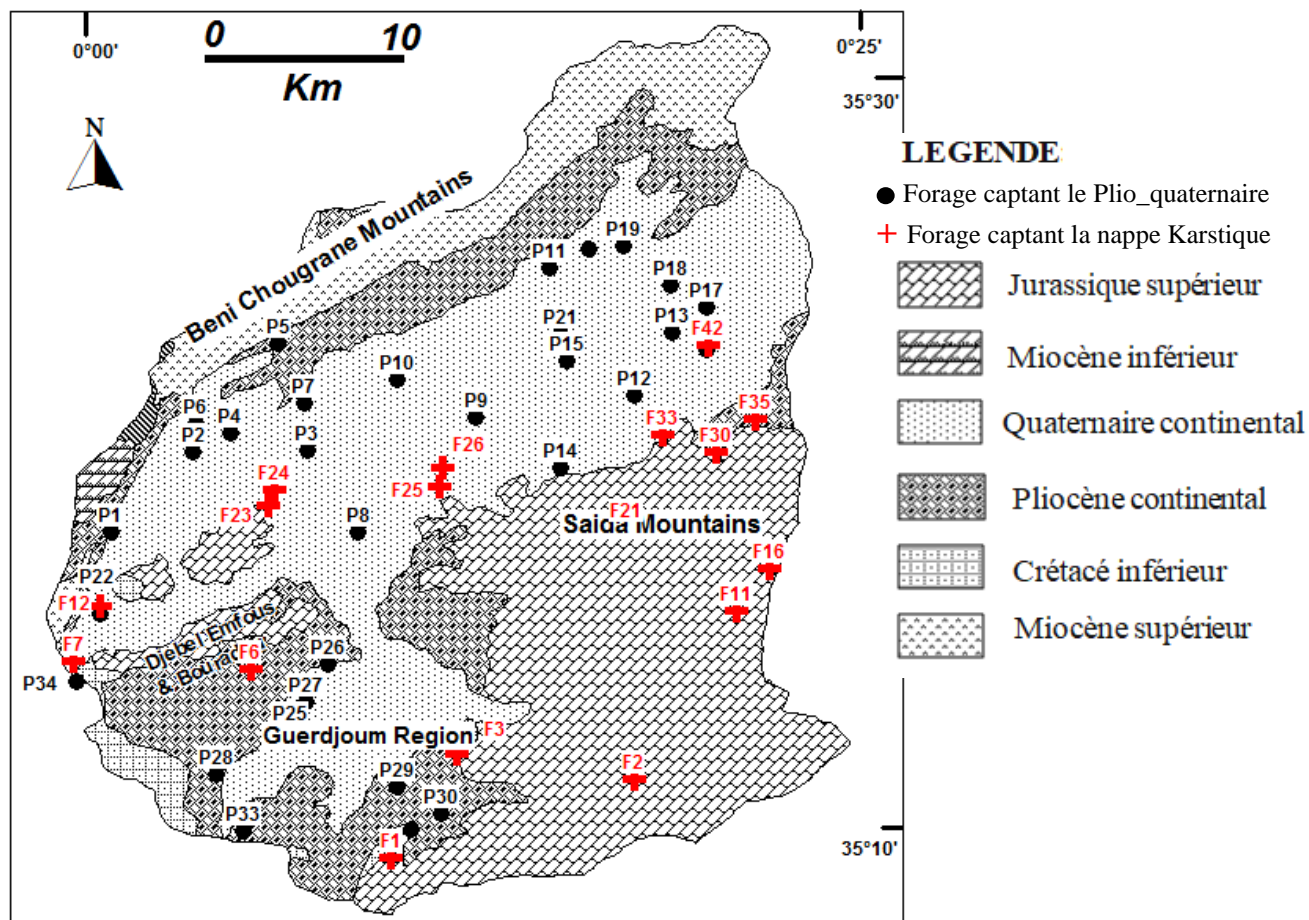 0°00'
0
10
Km
0°25'
35°30'
N
LEGENDE
Forage captant le Plio_quaternaire
Forage captant la nappe Karstique
Jurassique supérieur
Miocène inférieur
Quaternaire continental
Pliocène continental
Crétacé inférieur
Miocène supérieur
Beni Chougrane Mountains
P19
P11
P18
P17
P21
P13
F42
P5
P15
P10
P12
P7
P9
F33
F35
P6
P4
P2
P3
F26
F30
P14
F24
F25
F23
F21
Saida Mountains
P1
P8
F16
P22
F12
F11
Djebel Emfous
&
F7
F6
P26
P34
P27
P25
F3
Guerdjoum Region
P28
P29
F2
P30
P33
F1
35°10'